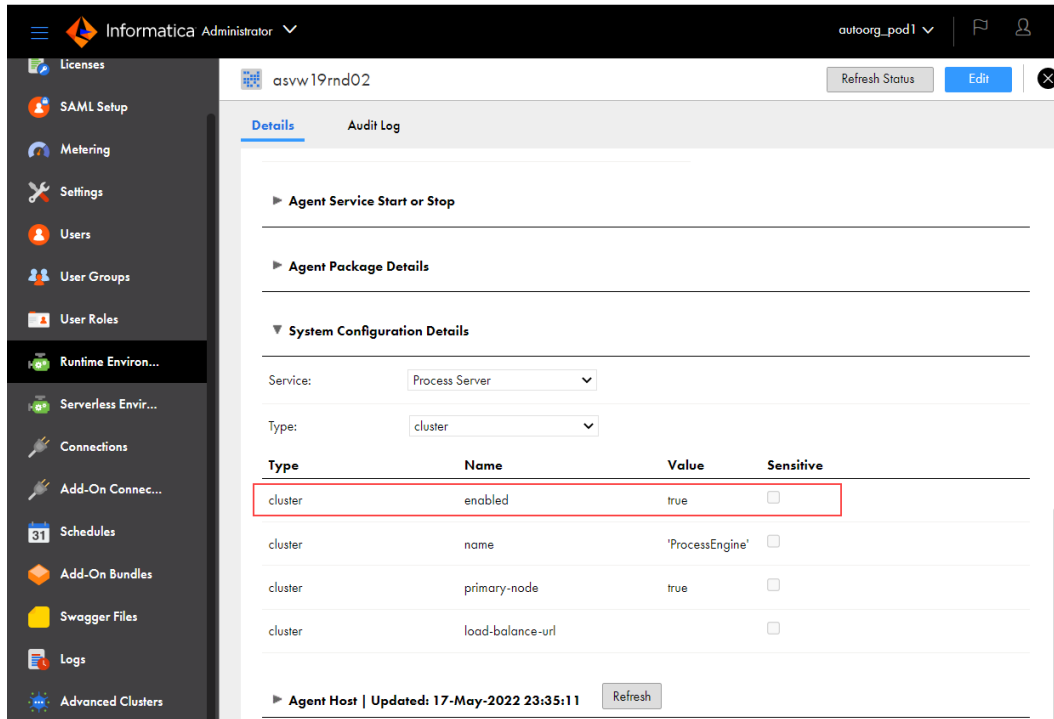 Informatica Administrator
autoorg_pod1
Licenses
SAML Setup
Metering
Settings
Users
User Groups
User Roles
Runtime Environ...
Serverless Envir...
Connections
Add-On Connec...
31 Schedules
Add-On Bundles
Swagger Files
Logs
Advanced Clusters
asvw19rnd02
Refresh Status
Edit
Details Audit Log
Agent Service Start or Stop
Agent Package Details
System Configuration Details
Service: Process Server
Type: cluster
Type Name Value Sensitive
cluster enabled true
cluster name 'ProcessEngine'
cluster primary-node true
cluster load-balance-url
Agent Host | Updated: 17-May-2022 23:35:11 Refresh